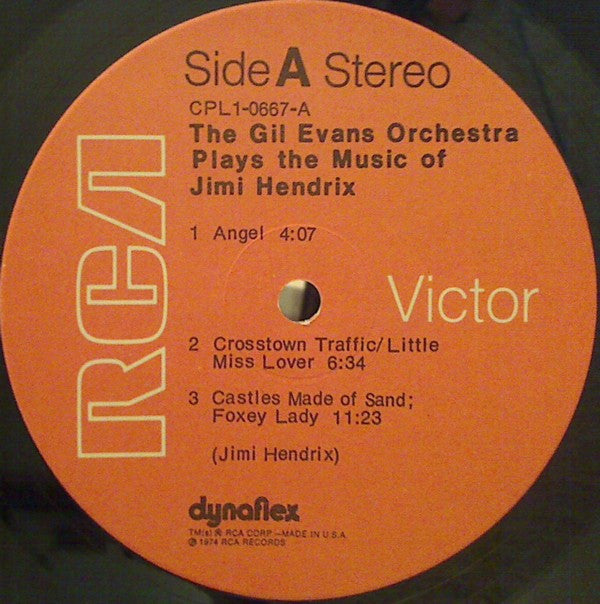 Side A Stereo
CPL1-0667-A
The Gil Evans Orchestra
Plays the Music of
Jimi Hendrix
1 Angel 4:07
RCA
Victor
2 Crosstown Traffic/Little
Miss Lover 6:34
3 Castles Made of Sand;
Foxey Lady 11:23
(Jimi Hendrix)
dynaflex
TM(s) ® RCA CORP.—MADE IN U.S.A.
℗ 1974 RCA RECORDS